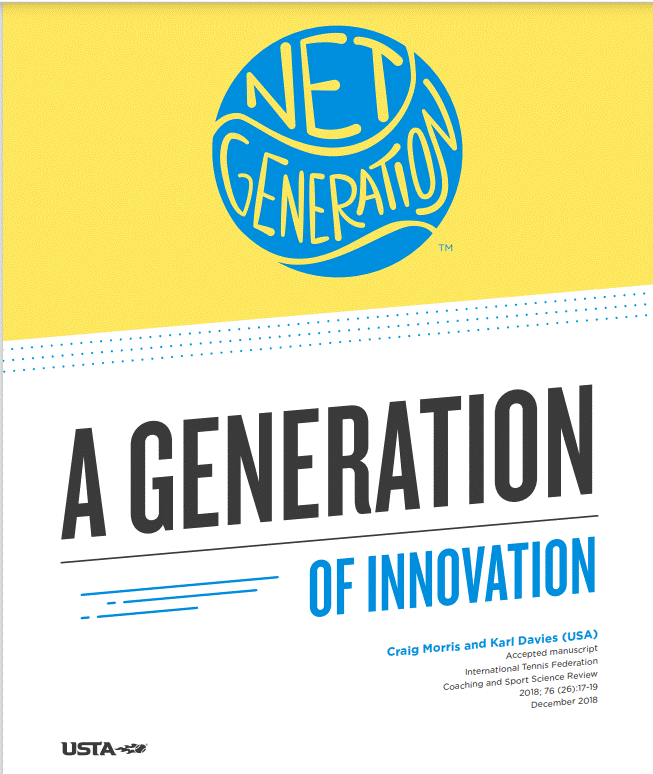 NET
GENERATION
TM
A GENERATION
OF INNOVATION
Craig Morris and Karl Davies (USA)
Accepted manuscript
International Tennis Federation
Coaching and Sport Science Review
2018; 76 (26):17-19
December 2018
USTA